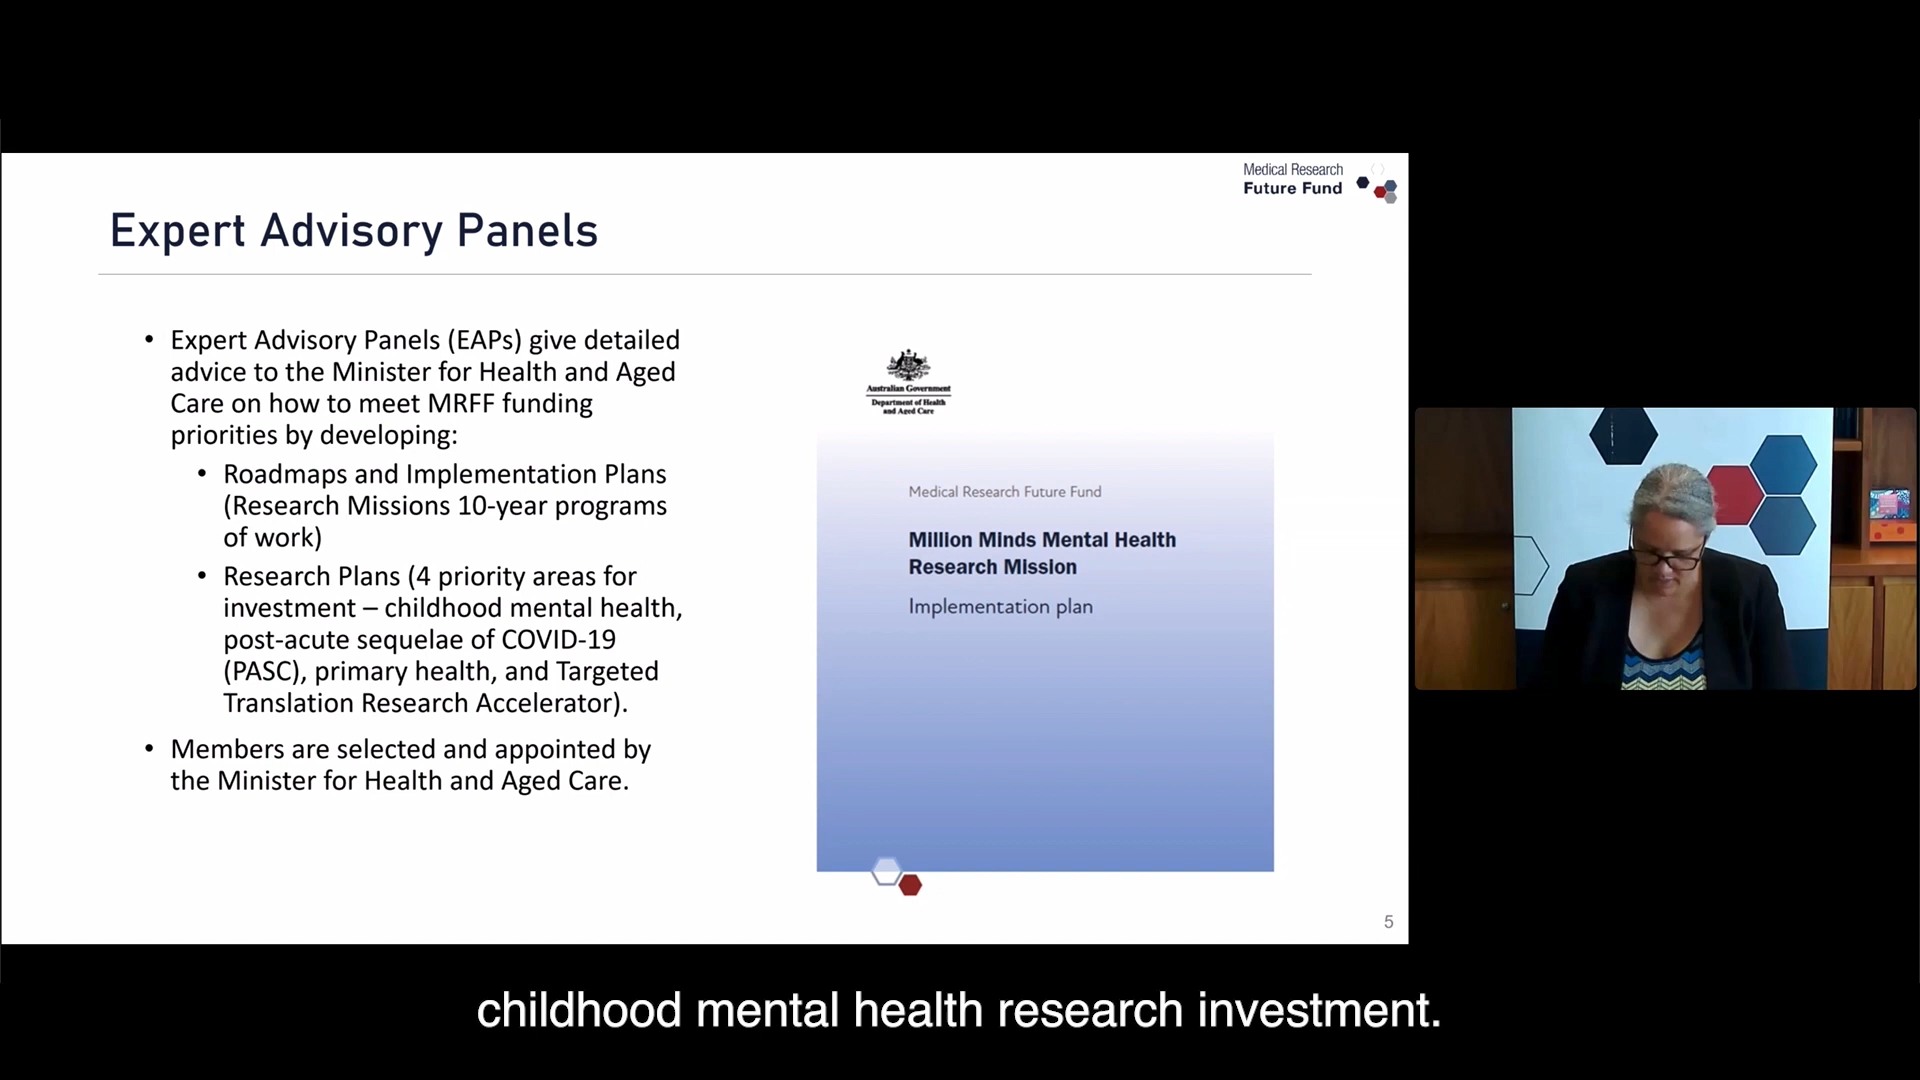 Medical Research
Future Fund
Expert Advisory Panels
• Expert Advisory Panels (EAPs) give detailed
advice to the Minister for Health and Aged
Care on how to meet MRFF funding
priorities by developing:
• Roadmaps and Implementation Plans
(Research Missions 10-year programs
of work)
• Research Plans (4 priority areas for
investment – childhood mental health,
post-acute sequelae of COVID-19
(PASC), primary health, and Targeted
Translation Research Accelerator).
• Members are selected and appointed by
the Minister for Health and Aged Care.
Australian Government
Department of Health
and Aged Care
Medical Research Future Fund
Million Minds Mental Health
Research Mission
Implementation plan
5
childhood mental health research investment.